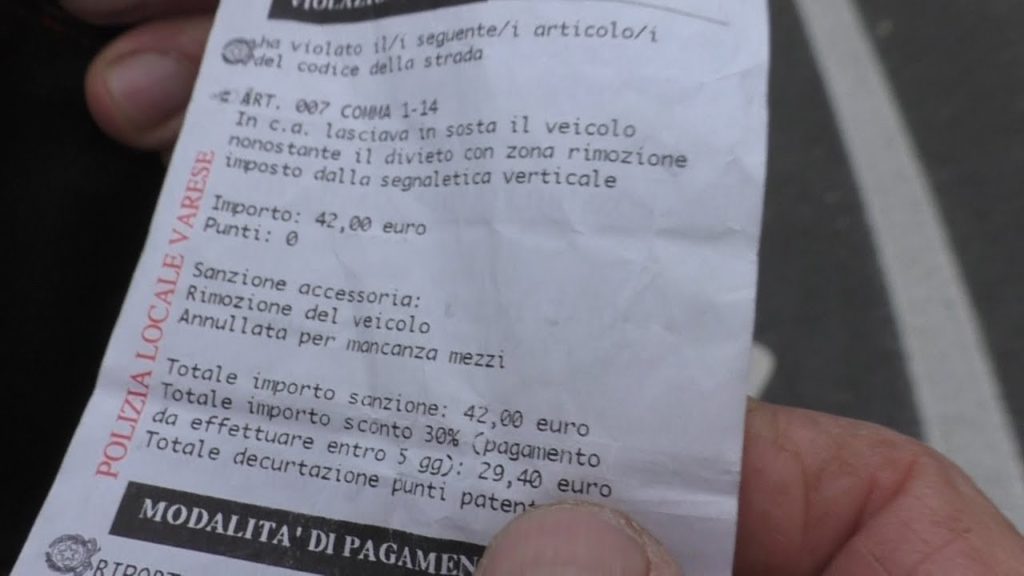 ha violato il/i seguente/i articolo/i
del codice della strada
ART. 007 COMMA 1-14
In c.a. lasciava in sosta il veicolo
nonostante il divieto con zona rimozione
imposto dalla segnaletica verticale
Importo: 42,00 euro
Punti: 0
Sanzione accessoria:
Rimozione del veicolo
Annullata per mancanza mezzi
Totale importo sanzione: 42,00 euro
Totale importo sconto 30% (pagamento
da effettuare entro 5 gg): 29,40 euro
Totale decurtazione punti patent
MODALITA' DI PAGAMEN
POLIZIA LOCALE VARESE